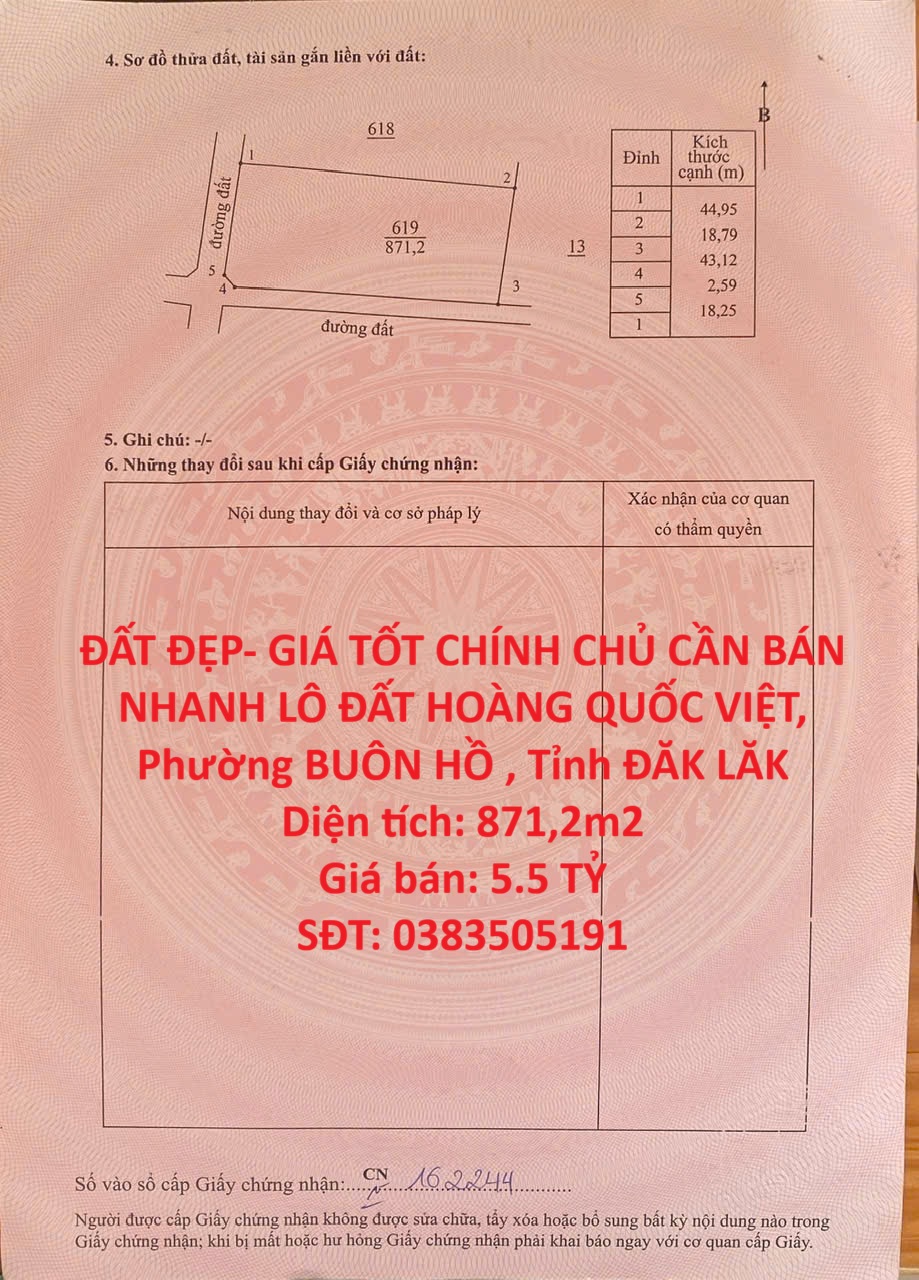 4. Sơ đồ thửa đất, tài sản gắn liền với đất:
B
618
1
2
đường đất
619
871,2
13
5
4
3
đường đất
Đỉnh
Kích thước cạnh (m)
1
44,95
2
18,79
3
43,12
4
2,59
5
18,25
1
5. Ghi chú: -/-
6. Những thay đổi sau khi cấp Giấy chứng nhận:
Nội dung thay đổi và cơ sở pháp lý
Xác nhận của cơ quan
có thẩm quyền
ĐẤT ĐẸP- GIÁ TỐT CHÍNH CHỦ CẦN BÁN
NHANH LÔ ĐẤT HOÀNG QUỐC VIỆT,
Phường BUÔN HỒ , Tỉnh ĐĂK LĂK
Diện tích: 871,2m2
Giá bán: 5.5 TỶ
SĐT: 0383505191
Số vào sổ cấp Giấy chứng nhận:....CN....162244............
Người được cấp Giấy chứng nhận không được sửa chữa, tẩy xóa hoặc bổ sung bất kỳ nội dung nào trong
Giấy chứng nhận; khi bị mất hoặc hư hỏng Giấy chứng nhận phải khai báo ngay với cơ quan cấp Giấy.